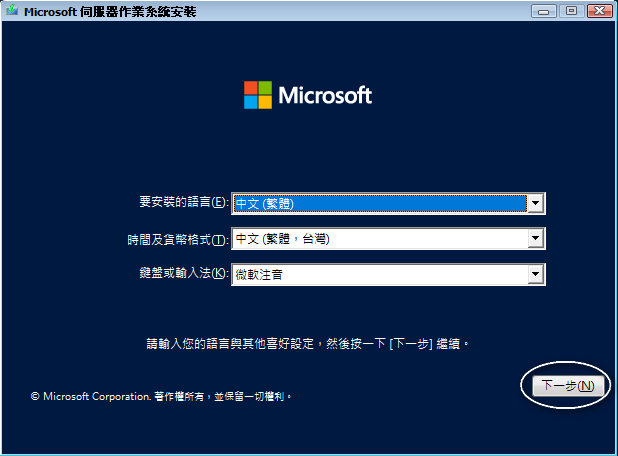 Microsoft 伺服器作業系統安裝
Microsoft
要安裝的語言(E): 中文 (繁體)
時間及貨幣格式(T): 中文 (繁體，台灣)
鍵盤或輸入法(K): 微軟注音
請輸入您的語言與其他喜好設定，然後按一下 [下一步] 繼續。
下一步(N)
© Microsoft Corporation. 著作權所有，並保留一切權利。